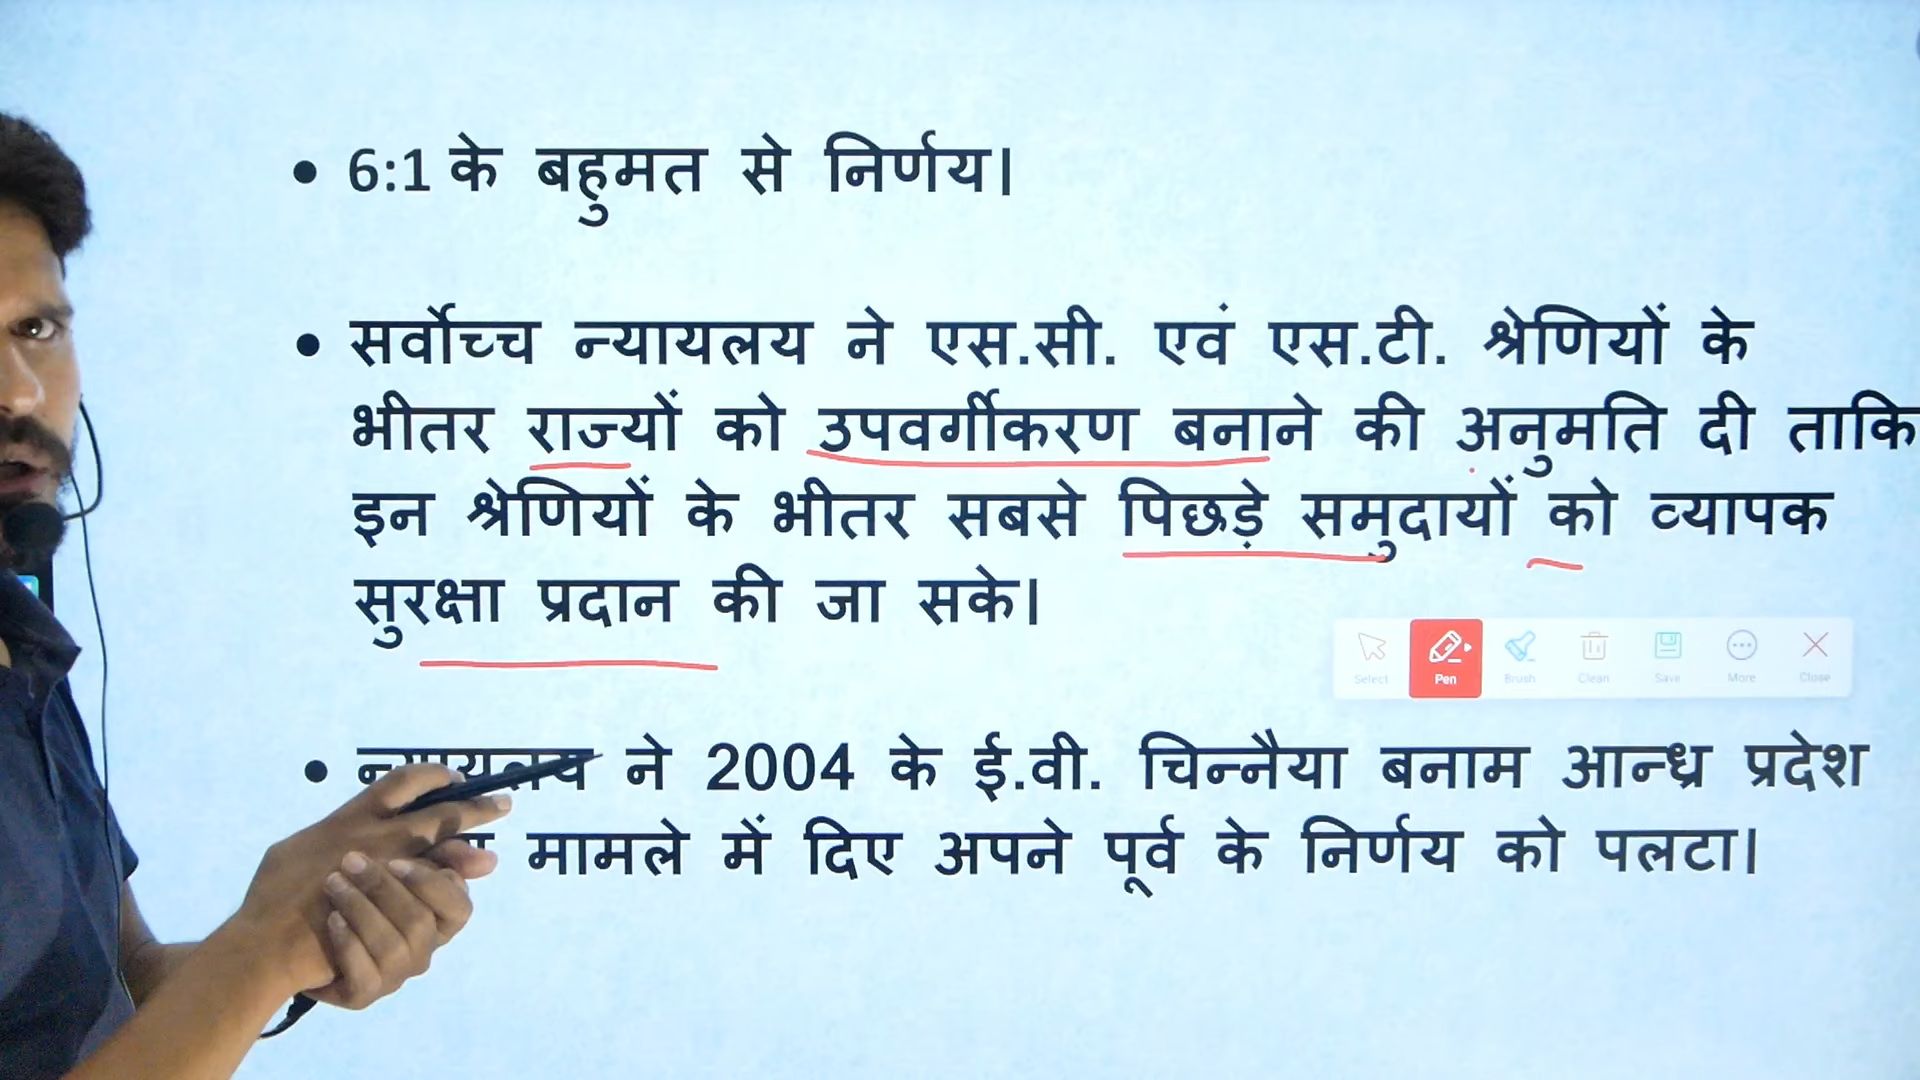 • 6:1 के बहुमत से निर्णय।
• सर्वोच्च न्यायलय ने एस.सी. एवं एस.टी. श्रेणियों के
भीतर राज्यों को उपवर्गीकरण बनाने की अनुमति दी ताकि
इन श्रेणियों के भीतर सबसे पिछड़े समुदायों को व्यापक
सुरक्षा प्रदान की जा सके।
Select Pen Brush Clean Save More Close
• न्यायलय ने 2004 के ई.वी. चिन्नैया बनाम आन्ध्र प्रदेश
मामले में दिए अपने पूर्व के निर्णय को पलटा।